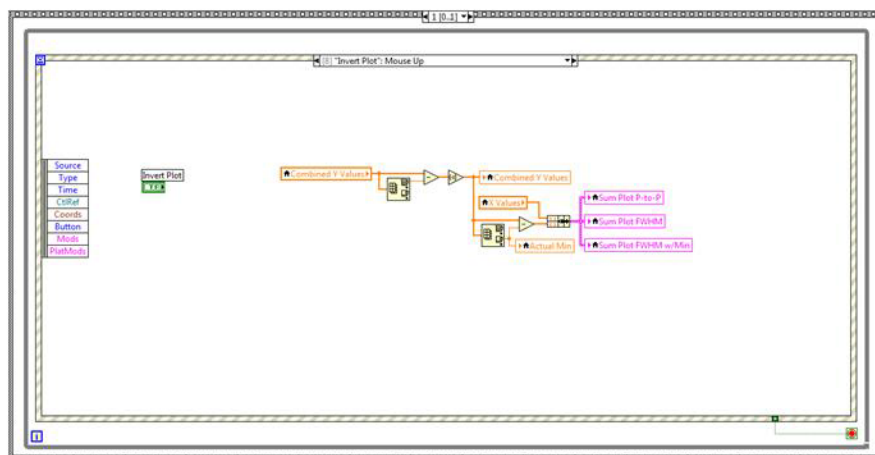 1 [0..1]
[8] "Invert Plot": Mouse Up
Source
Type
Time
CtlRef
Coords
Button
Mods
PlatMods
Invert Plot
TF
Combined Y Values
Combined Y Values
X Values
Actual Min
Sum Plot P-to-P
Sum Plot FWHM
Sum Plot FWHM w/Min
i